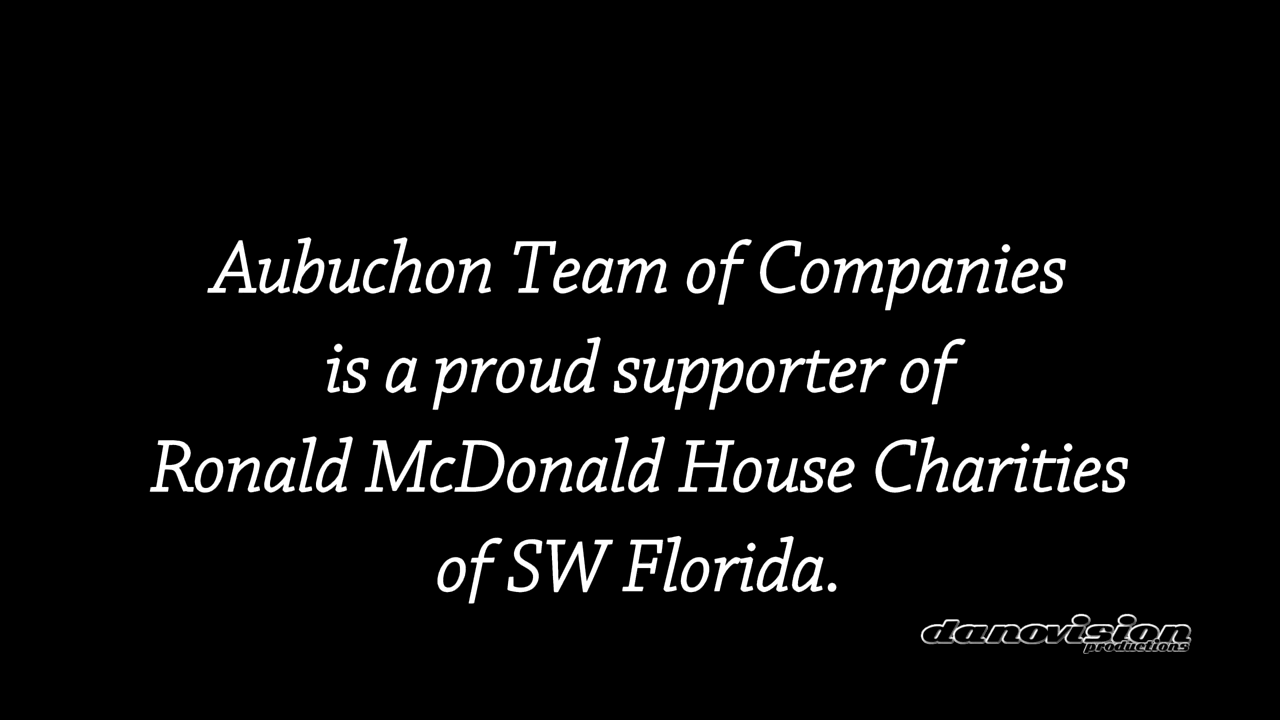 Aubuchon Team of Companies
is a proud supporter of
Ronald McDonald House Charities
of SW Florida.
danovision
productions